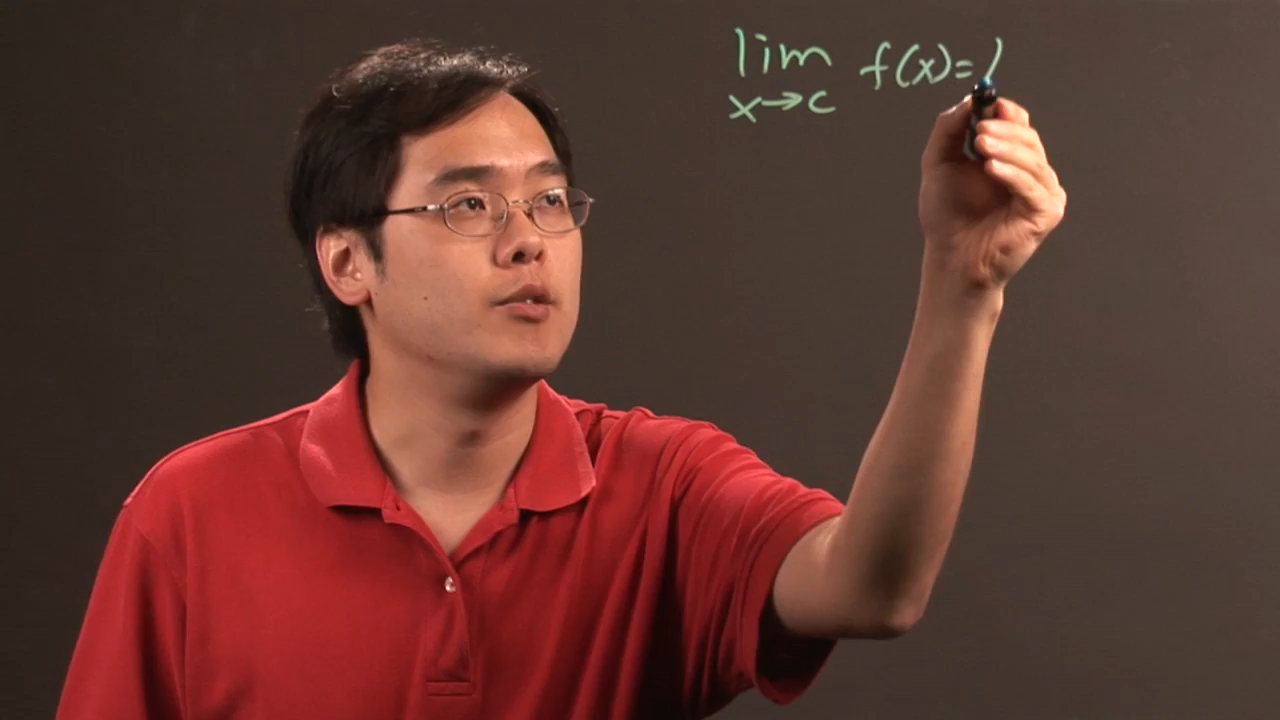 lim f(x)=
x→c